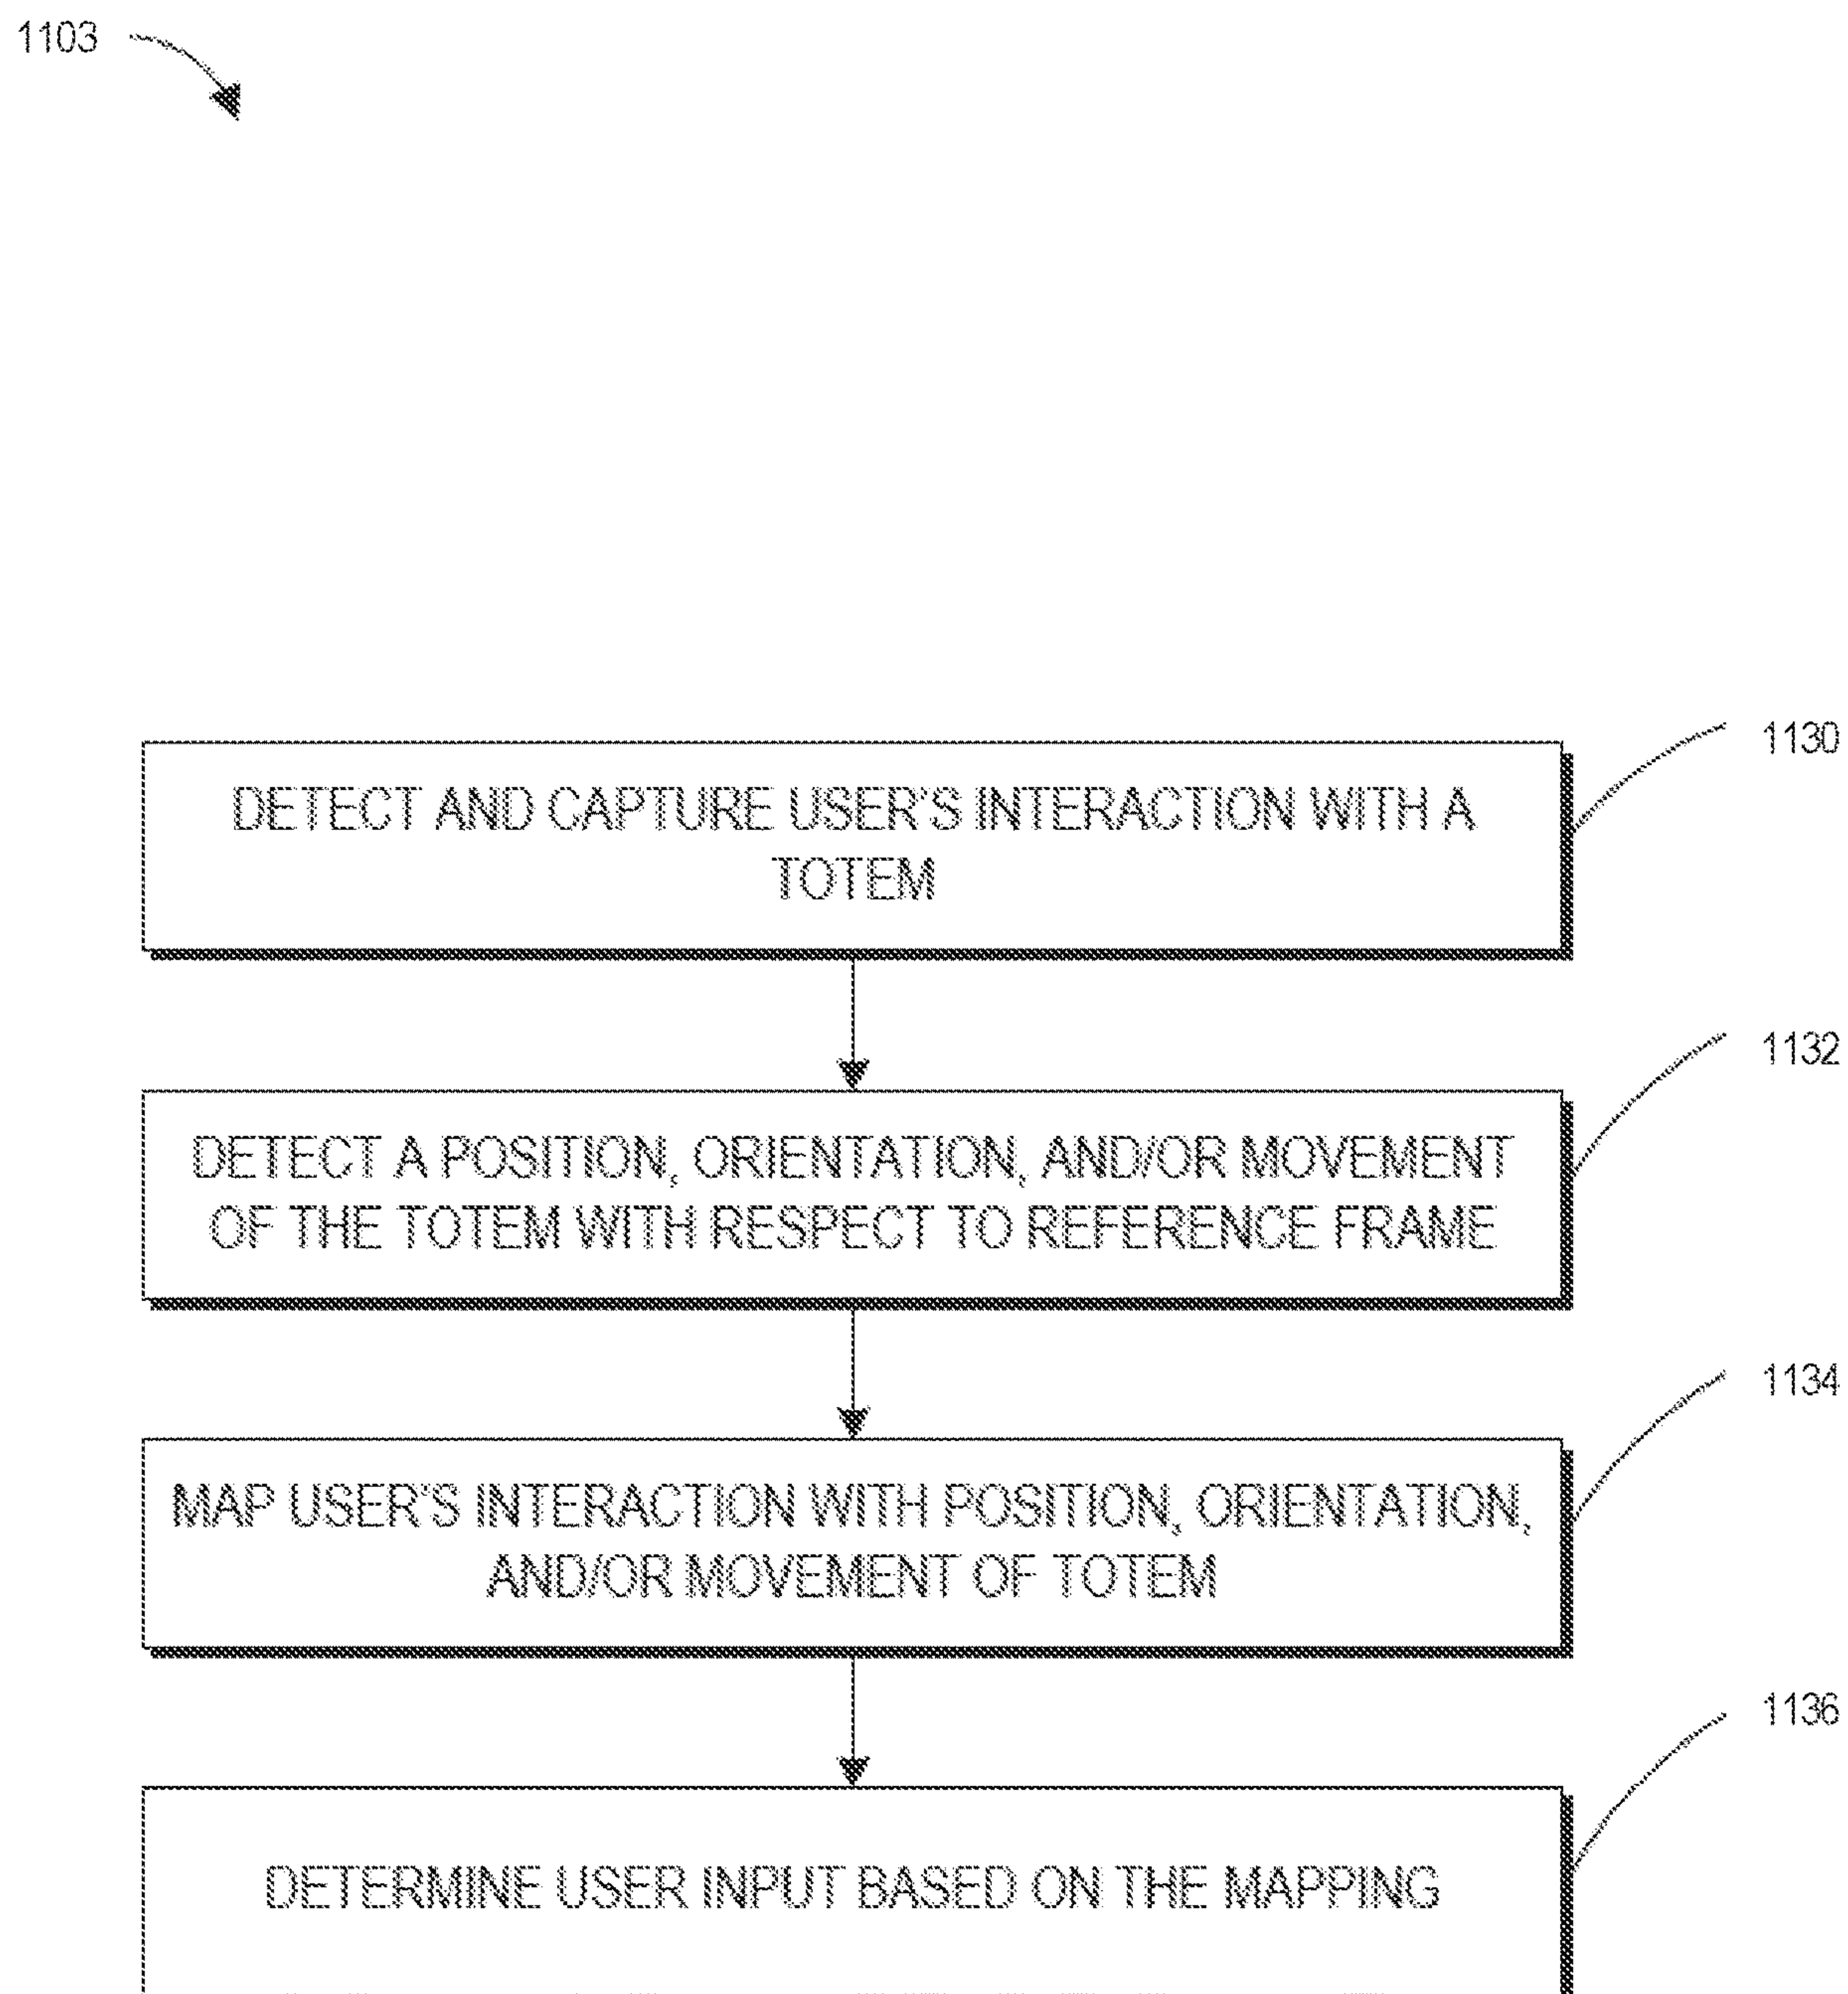 1103
1130
DETECT AND CAPTURE USER'S INTERACTION WITH A
TOTEM
1132
DETECT A POSITION, ORIENTATION, AND/OR MOVEMENT
OF THE TOTEM WITH RESPECT TO REFERENCE FRAME
1134
MAP USER'S INTERACTION WITH POSITION, ORIENTATION,
AND/OR MOVEMENT OF TOTEM
1136
DETERMINE USER INPUT BASED ON THE MAPPING